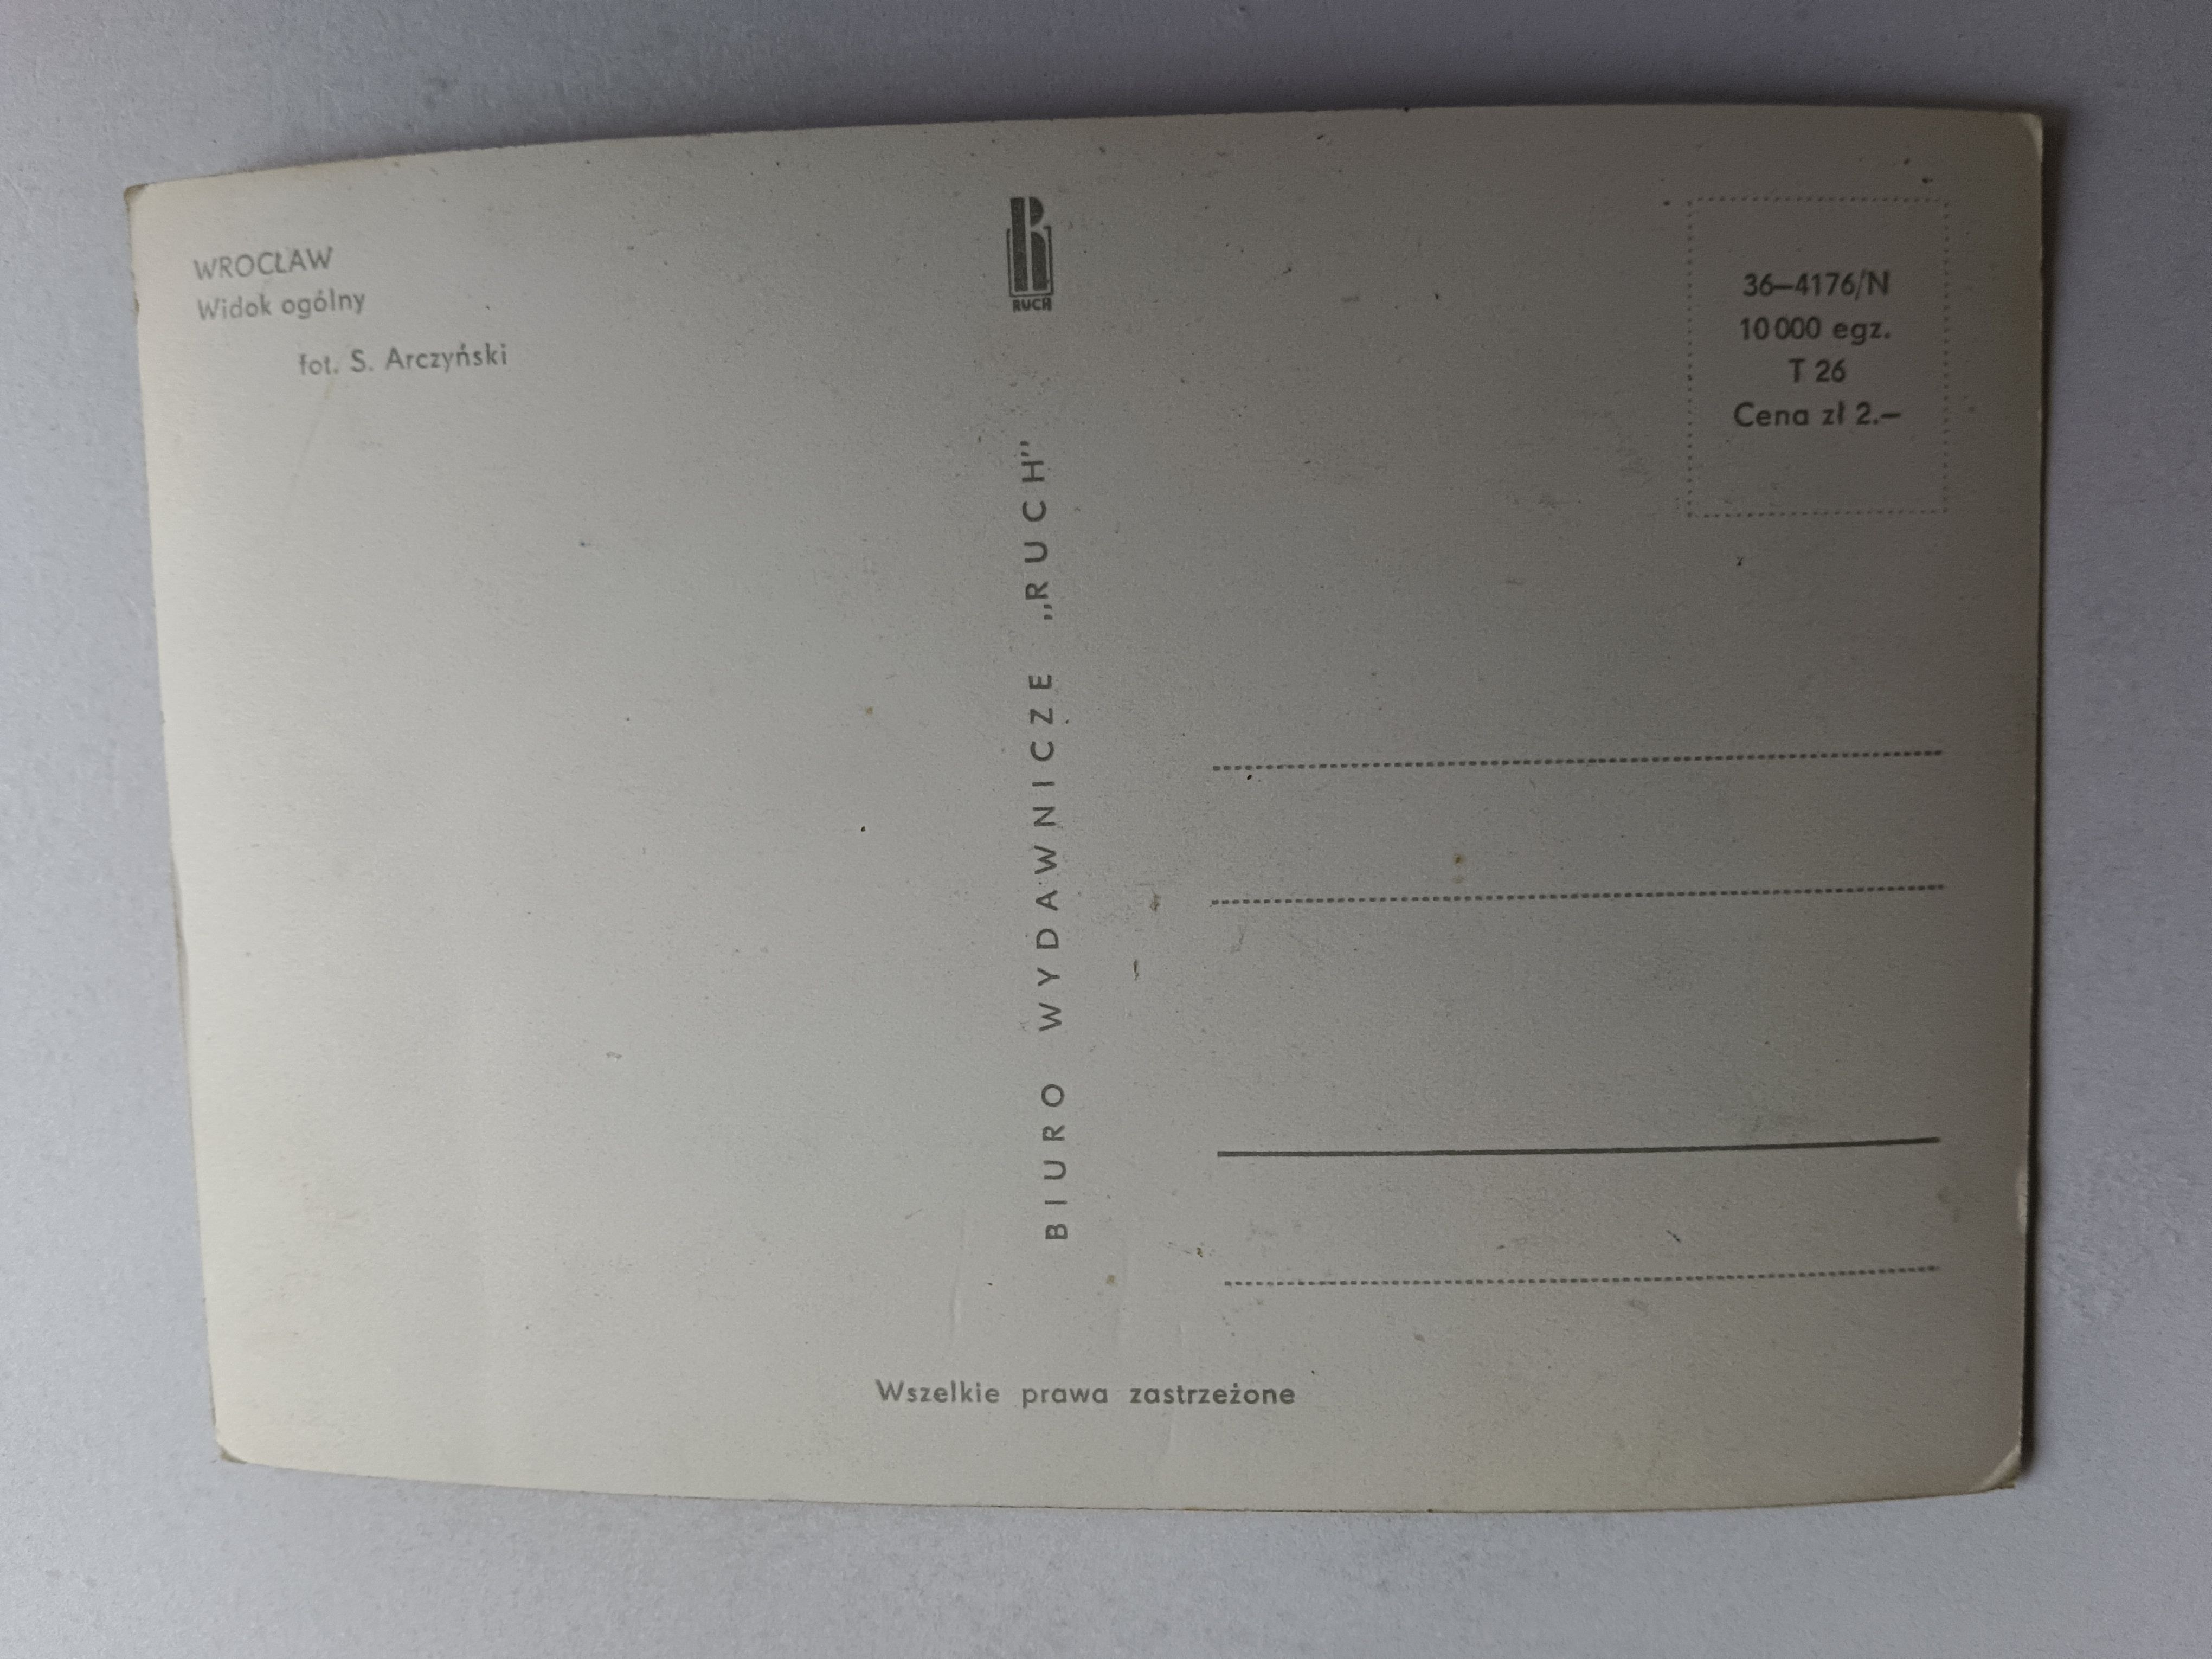 WROCŁAW
Widok ogólny
fot. S. Arczyński
RUCH
BIURO WYDAWNICZE „RUCH”
36—4176/N
10 000 egz.
T 26
Cena zł 2.—
Wszelkie prawa zastrzeżone